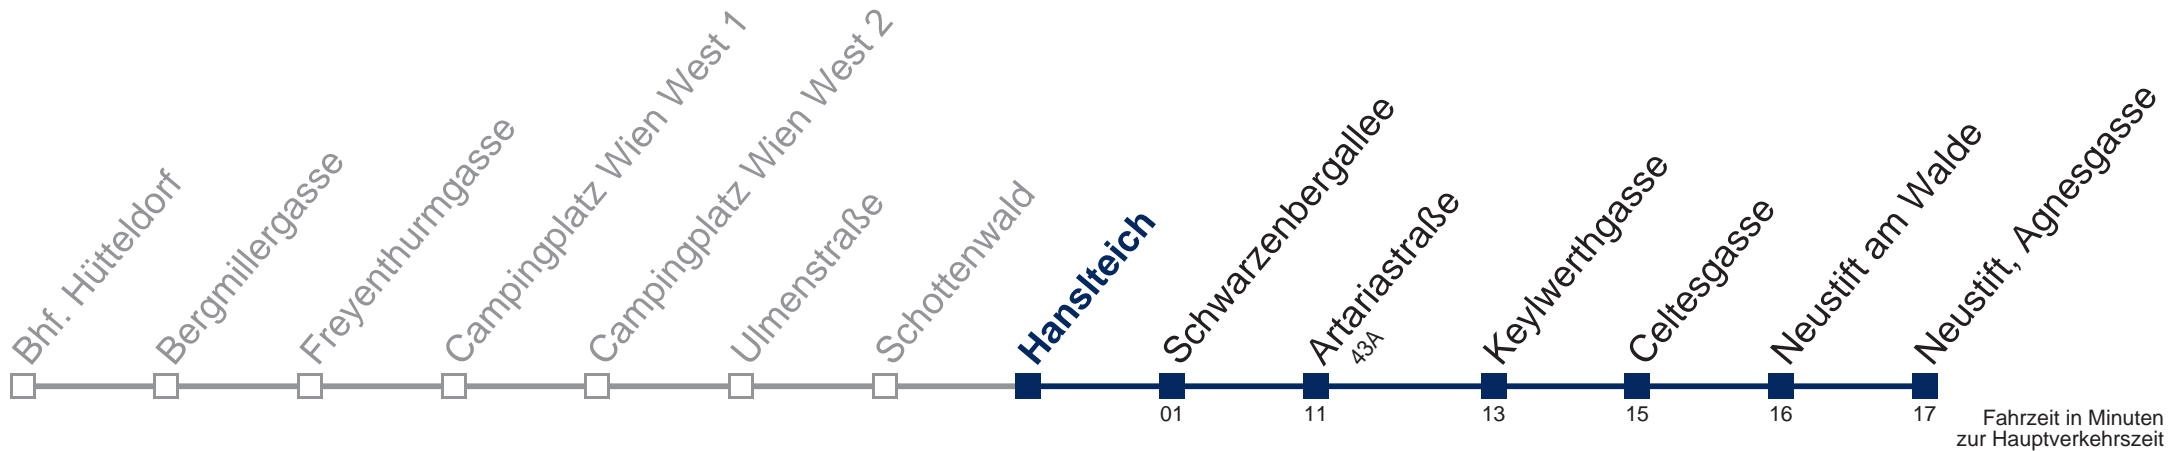 Bhf. Hütteldorf
Bergmillergasse
Freyenthurmgasse
Campingplatz Wien West 1
Campingplatz Wien West 2
Ulmenstraße
Schottenwald
Hanslteich
Schwarzenbergallee
Artariastraße
43A
Keylwerthgasse
Celtesgasse
Neustift am Walde
Neustift, Agnesgasse
01
11
13
15
16
17
Fahrzeit in Minuten
zur Hauptverkehrszeit